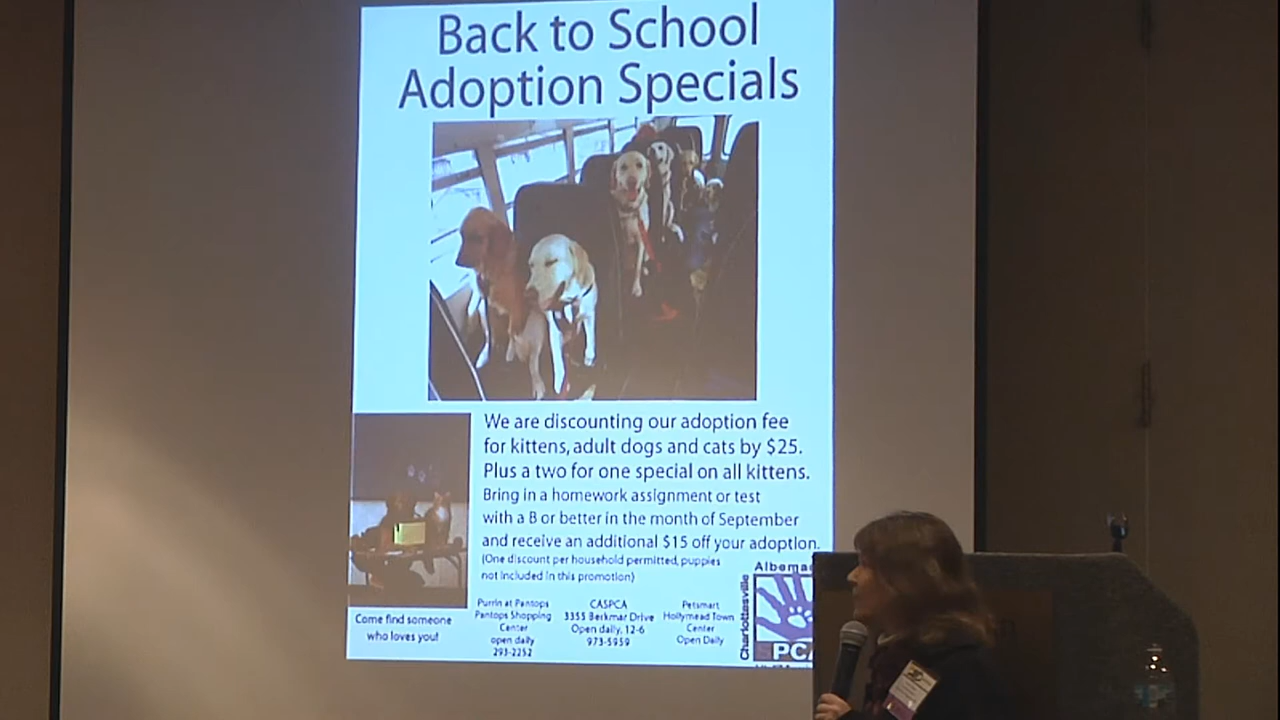 Back to School
Adoption Specials
We are discounting our adoption fee
for kittens, adult dogs and cats by $25.
Plus a two for one special on all kittens.
Bring in a homework assignment or test
with a B or better in the month of September
and receive an additional $15 off your adoption.
(One discount per household permitted, puppies
not included in this promotion)
Come find someone
who loves you!
Purrin at Pantops
Pantops Shopping
Center
open daily
293-2252
CASPCA
3355 Berkmar Drive
Open daily, 12-6
973-5959
Petsmart
Hollymead Town
Center
Open Daily
Albema
Charlottesville
SPCA